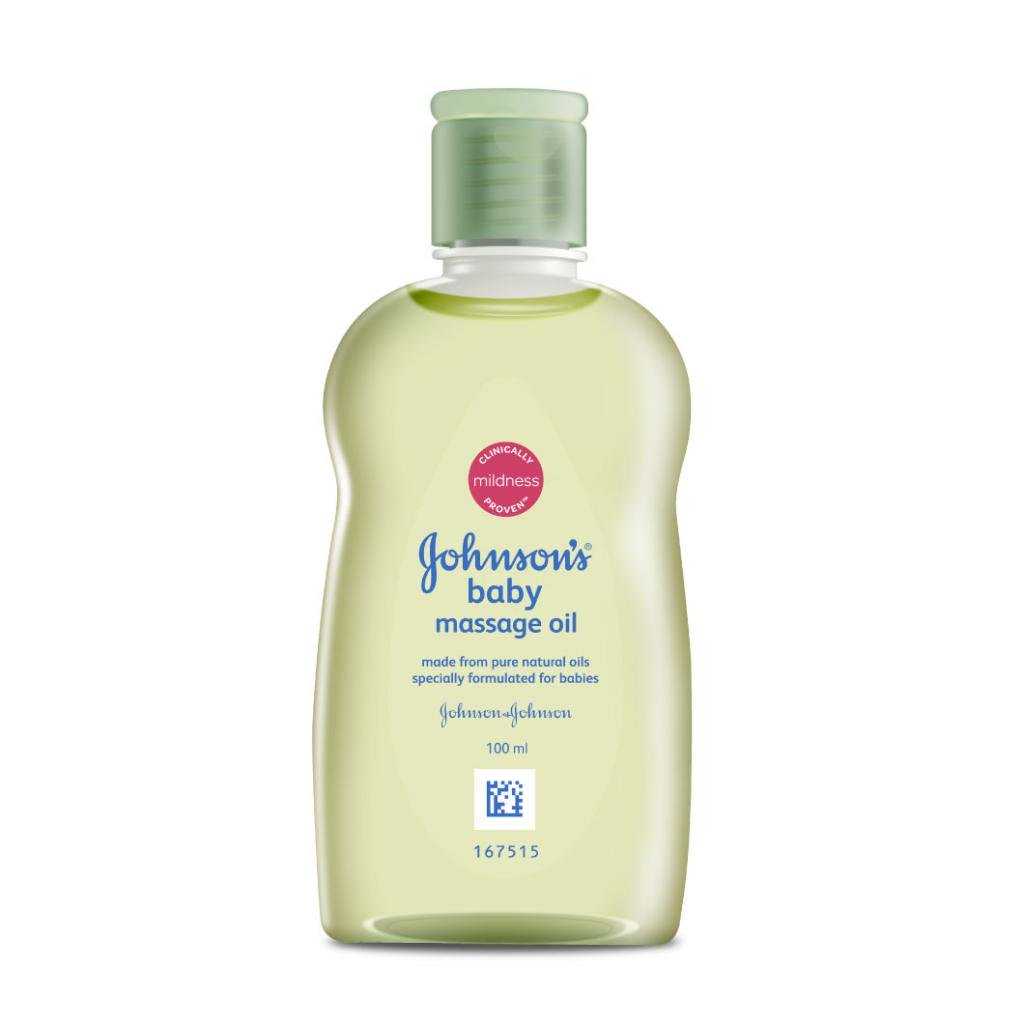 CLINICALLY
mildness
PROVEN™
Johnson's®
baby
massage oil
made from pure natural oils
specially formulated for babies
Johnson & Johnson
100 ml
167515